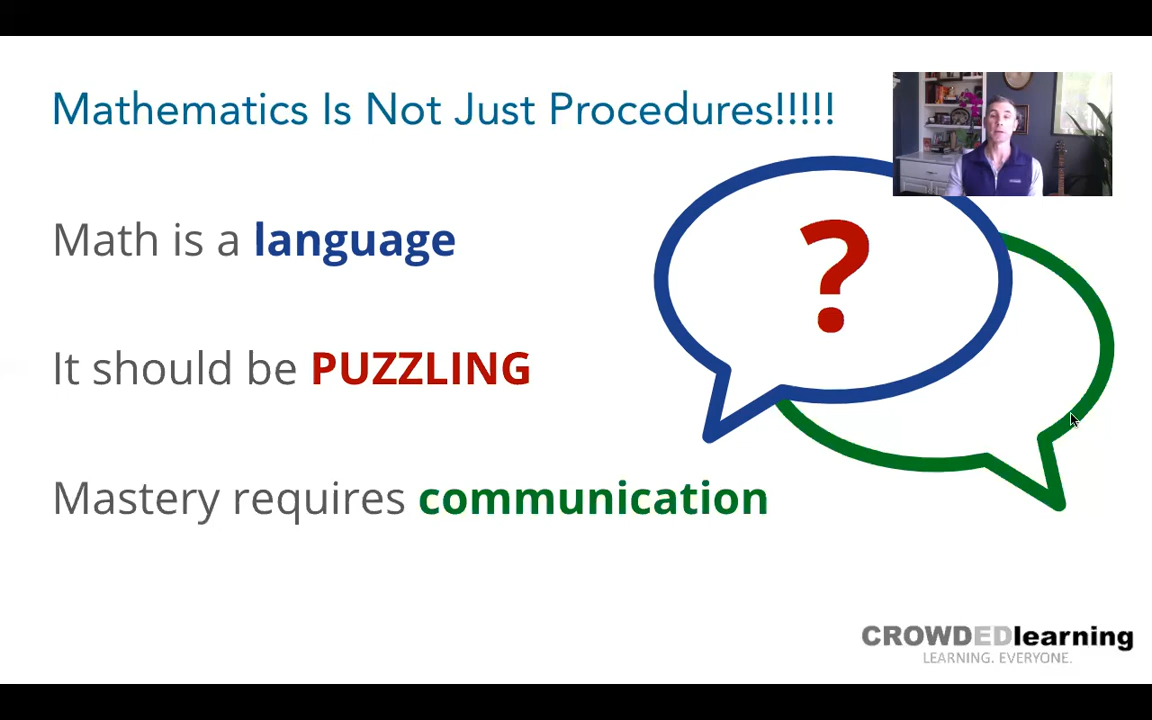 Mathematics Is Not Just Procedures!!!!!
Math is a language
?
It should be PUZZLING
Mastery requires communication
CROWDEDlearning
LEARNING. EVERYONE.